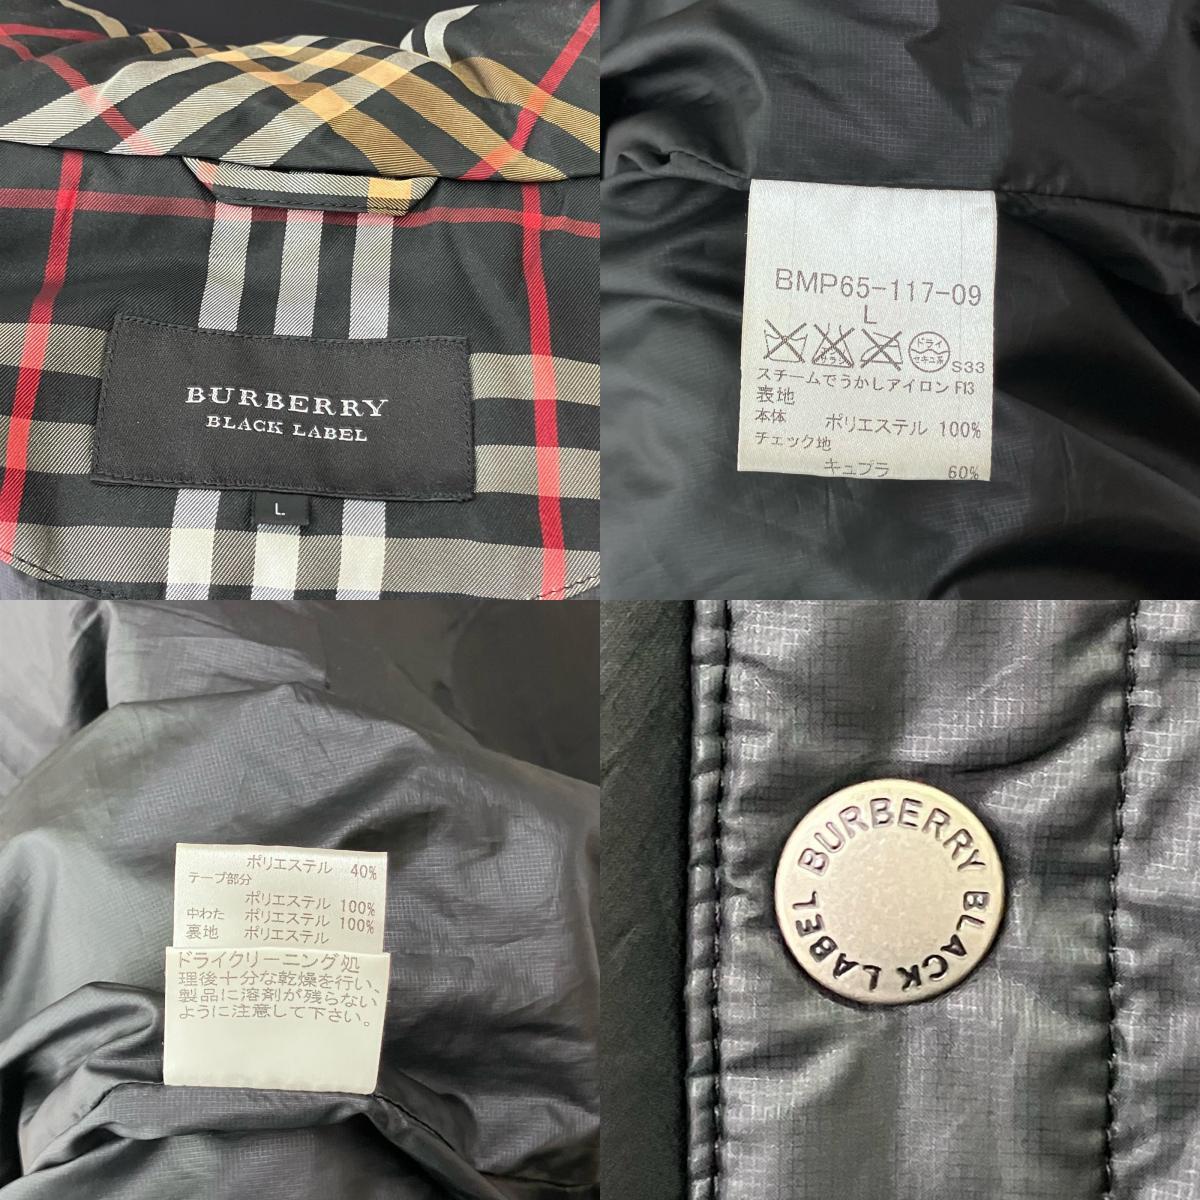 BURBERRY
BLACK LABEL
L
BMP65-117-09
L
ドライ
セキユ系
S33
スチームでうかしアイロン F13
表地
本体 ポリエステル 100%
チェック地
キュプラ 60%
ポリエステル 40%
テープ部分
ポリエステル 100%
中わた ポリエステル 100%
裏地 ポリエステル
ドライクリーニング処
理後十分な乾燥を行い、
製品に溶剤が残らない
ように注意して下さい。
BURBERRY BLACK LABEL